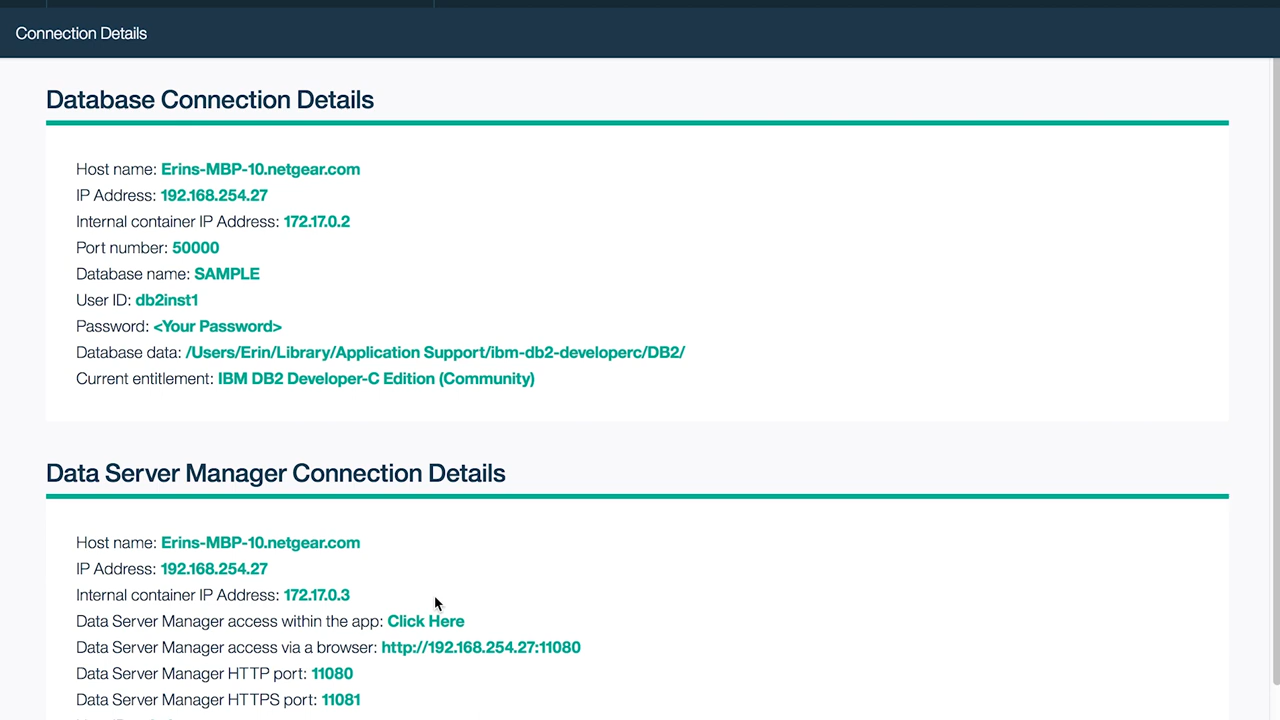 Connection Details
Database Connection Details
Host name: Erins-MBP-10.netgear.com
IP Address: 192.168.254.27
Internal container IP Address: 172.17.0.2
Port number: 50000
Database name: SAMPLE
User ID: db2inst1
Password: <Your Password>
Database data: /Users/Erin/Library/Application Support/ibm-db2-developerc/DB2/
Current entitlement: IBM DB2 Developer-C Edition (Community)
Data Server Manager Connection Details
Host name: Erins-MBP-10.netgear.com
IP Address: 192.168.254.27
Internal container IP Address: 172.17.0.3
Data Server Manager access within the app: Click Here
Data Server Manager access via a browser: http://192.168.254.27:11080
Data Server Manager HTTP port: 11080
Data Server Manager HTTPS port: 11081